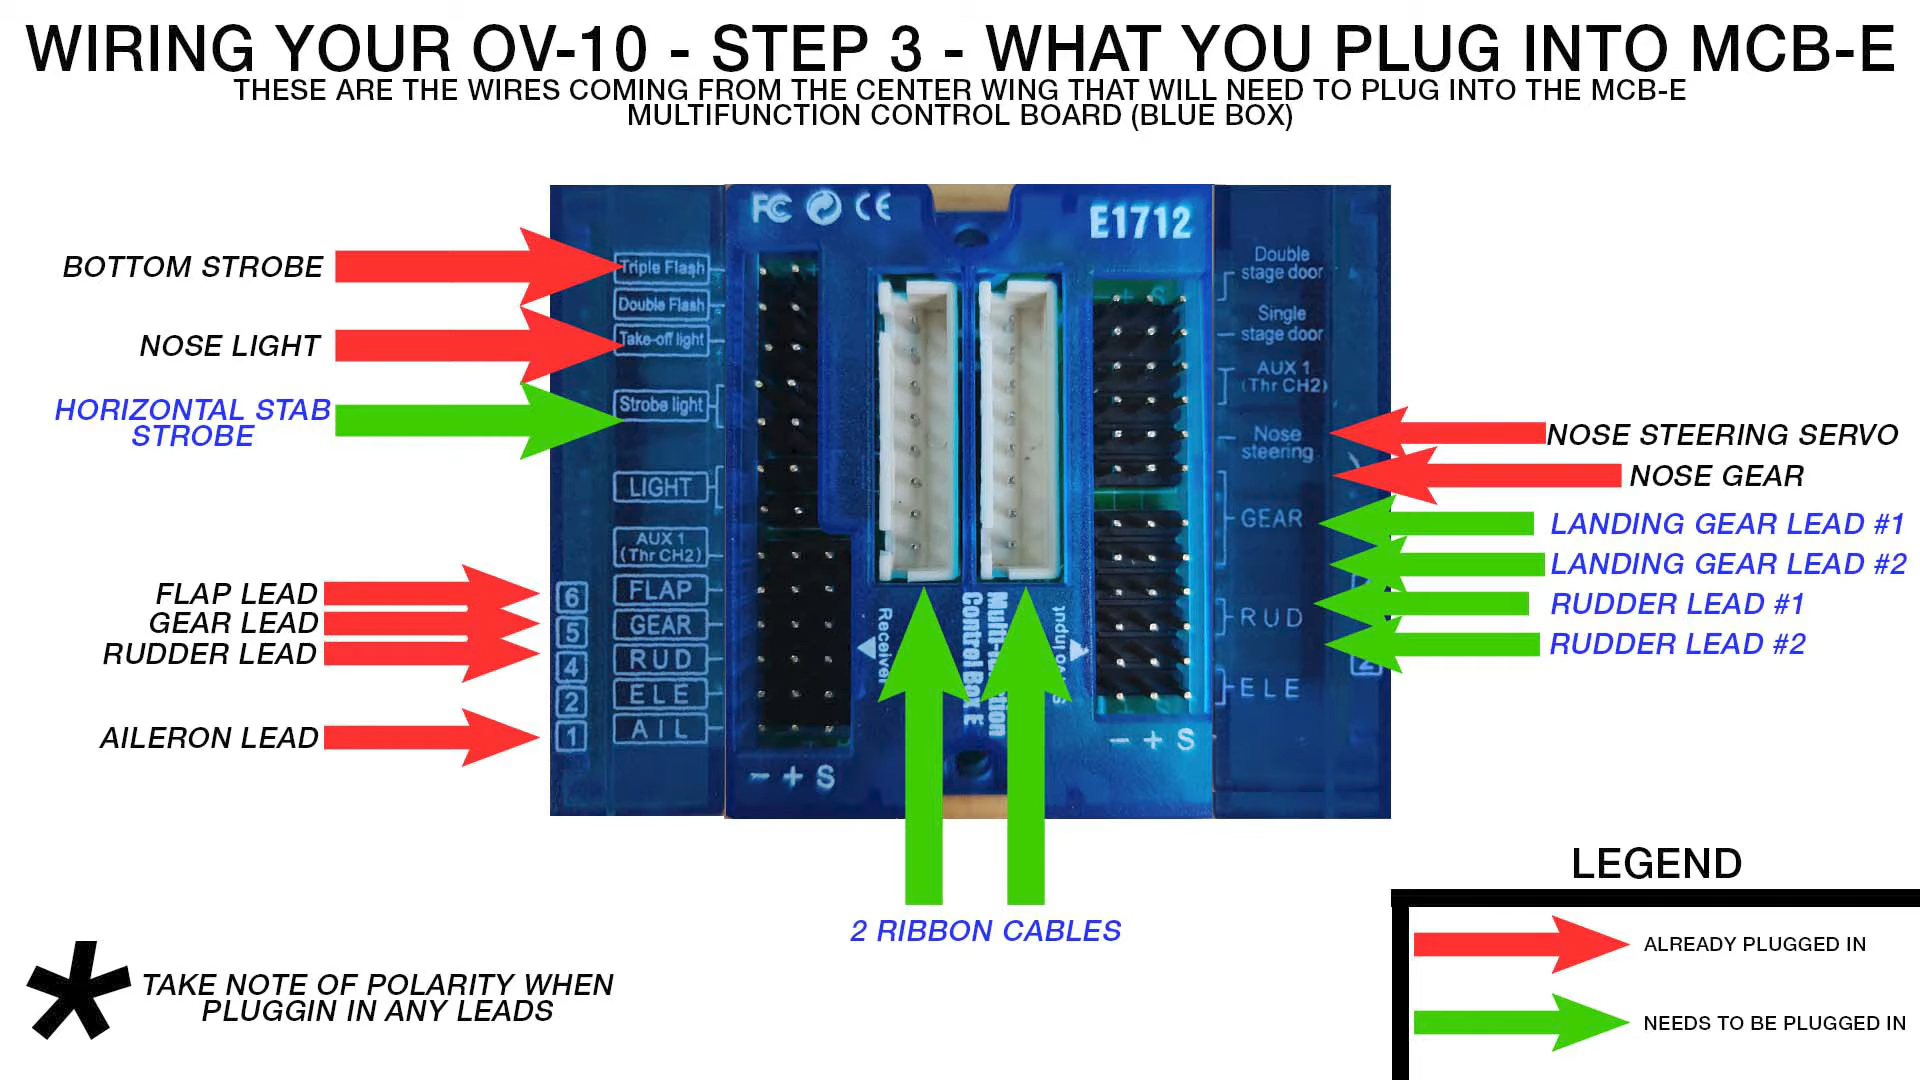 WIRING YOUR OV-10 - STEP 3 - WHAT YOU PLUG INTO MCB-E
THESE ARE THE WIRES COMING FROM THE CENTER WING THAT WILL NEED TO PLUG INTO THE MCB-E
MULTIFUNCTION CONTROL BOARD (BLUE BOX)
FC CE
E1712
BOTTOM STROBE
NOSE LIGHT
HORIZONTAL STAB
STROBE
FLAP LEAD
GEAR LEAD
RUDDER LEAD
AILERON LEAD
Triple Flash
Double Flash
Take-off light
Strobe light
LIGHT
AUX 1
(Thr CH2)
6 FLAP
5 GEAR
4 RUD
2 ELE
1 AIL
- + S
Receiver
Control Box E
+ S
Double
stage door
Single
stage door
AUX 1
(Thr CH2)
Nose
steering
GEAR
RUD
ELE
2
- + S
NOSE STEERING SERVO
NOSE GEAR
LANDING GEAR LEAD #1
LANDING GEAR LEAD #2
RUDDER LEAD #1
RUDDER LEAD #2
2 RIBBON CABLES
* TAKE NOTE OF POLARITY WHEN
PLUGGIN IN ANY LEADS
LEGEND
ALREADY PLUGGED IN
NEEDS TO BE PLUGGED IN